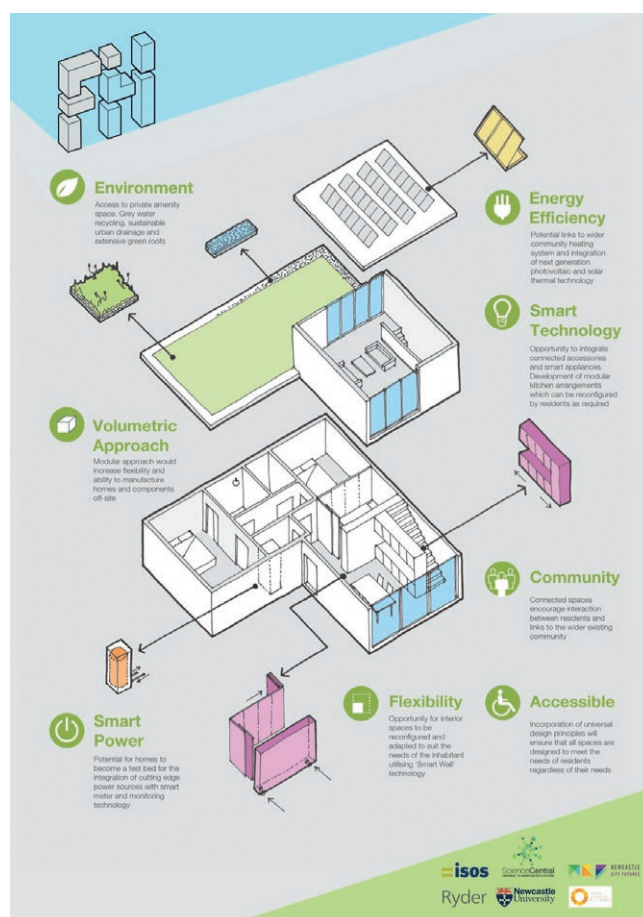 Environment
Access to private amenity
space. Grey water
recycling, sustainable
urban drainage and
extensive green roofs
Energy
Efficiency
Potential links to wider
community heating
system and integration
of next generation
photovoltaic and solar
thermal technology
Smart
Technology
Opportunity to integrate
connected accessories
and smart appliances.
Development of modular
kitchen arrangements
which can be reconfigured
by residents as required
Volumetric
Approach
Modular approach would
increase flexibility and
ability to manufacture
homes and components
off-site
Community
Connected spaces
encourage interaction
between residents and
links to the wider existing
community
Smart
Power
Potential for homes to
become a test bed for the
integration of cutting edge
power sources with smart
meter and monitoring
technology
Flexibility
Opportunity for interior
spaces to be
reconfigured and
adapted to suit the
needs of the inhabitant
utilising 'Smart Wall'
technology
Accessible
Incorporation of universal
design principles will
ensure that all spaces are
designed to meet the
needs of residents
regardless of their needs
isos
ScienceCentral
NEWCASTLE
CITY FUTURES
Ryder
Newcastle
University